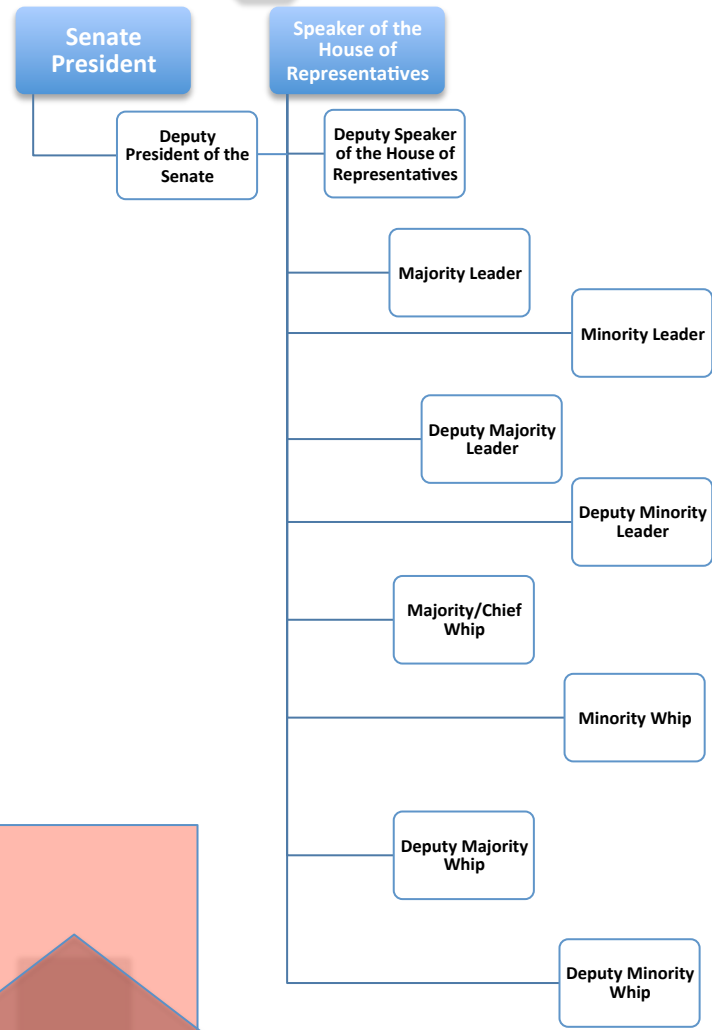 Senate
President
Speaker of the
House of
Representatives
Deputy
President of the
Senate
Deputy Speaker
of the House of
Representatives
Majority Leader
Minority Leader
Deputy Majority
Leader
Deputy Minority
Leader
Majority/Chief
Whip
Minority Whip
Deputy Majority
Whip
Deputy Minority
Whip